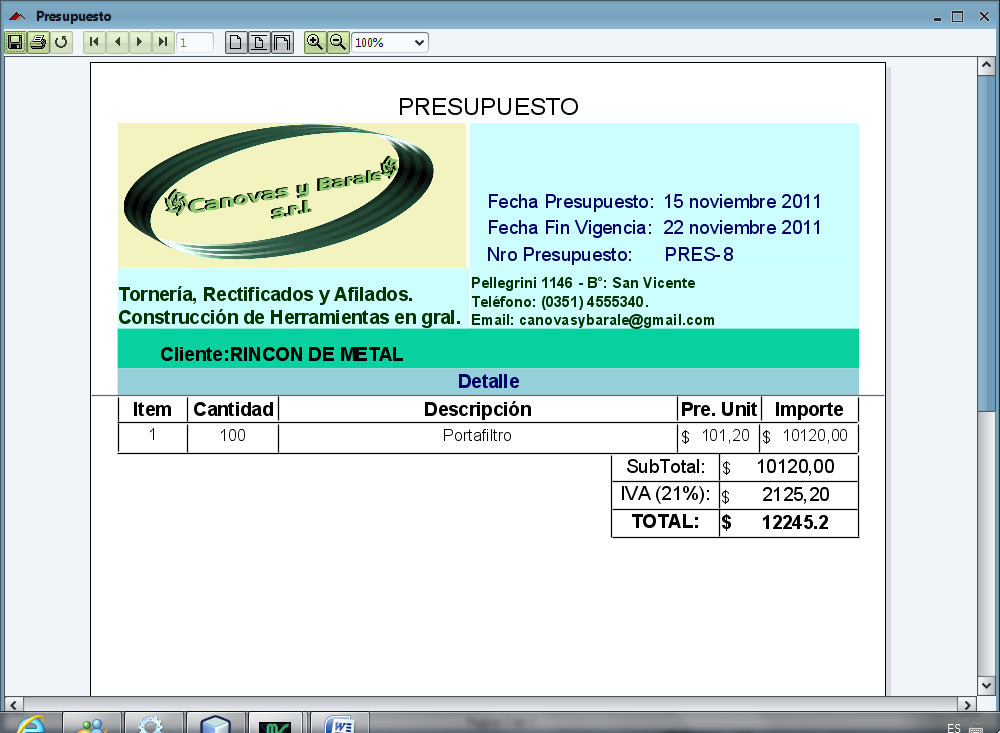 Presupuesto
1
100%
PRESUPUESTO
Canovas y Barale
s.r.l.
Fecha Presupuesto: 15 noviembre 2011
Fecha Fin Vigencia: 22 noviembre 2011
Nro Presupuesto: PRES-8
Tornería, Rectificados y Afilados.
Construcción de Herramientas en gral.
Pellegrini 1146 - B°: San Vicente
Teléfono: (0351) 4555340.
Email: canovasybarale@gmail.com
Cliente:RINCON DE METAL
Detalle
Item Cantidad Descripción Pre. Unit Importe
1 100 Portafiltro $ 101,20 $ 10120,00
SubTotal: $ 10120,00
IVA (21%): $ 2125,20
TOTAL: $ 12245.2
ES